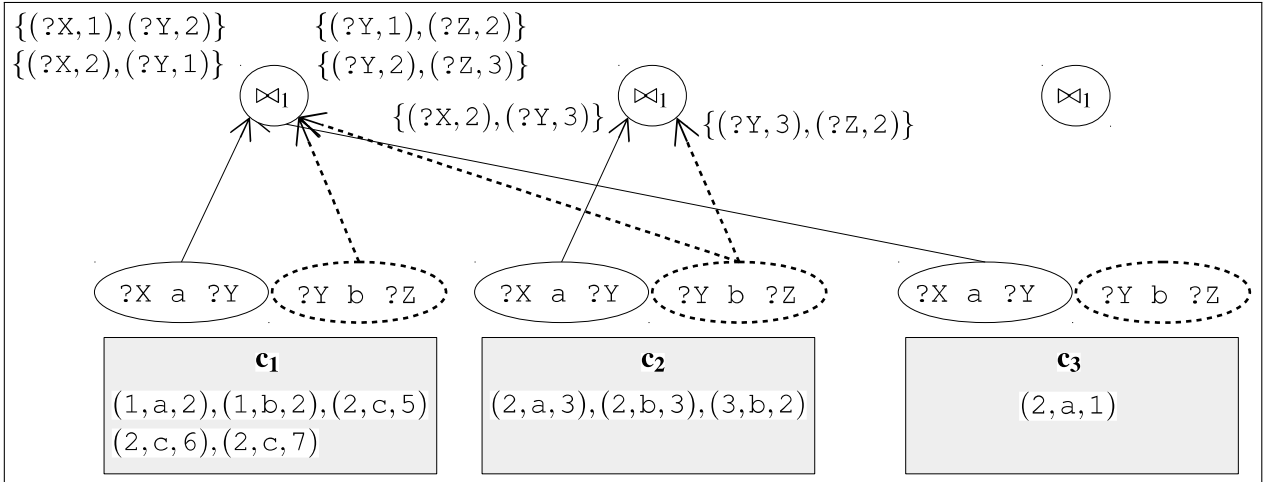 {(?X,1),(?Y,2)} {(?Y,1),(?Z,2)}
{(?X,2),(?Y,1)} {(?Y,2),(?Z,3)}
⋈1 ⋈1 ⋈1
{(?X,2),(?Y,3)} {(?Y,3),(?Z,2)}
?X a ?Y ?Y b ?Z ?X a ?Y ?Y b ?Z ?X a ?Y ?Y b ?Z
c1 c2 c3
(1,a,2),(1,b,2),(2,c,5) (2,a,3),(2,b,3),(3,b,2) (2,a,1)
(2,c,6),(2,c,7)